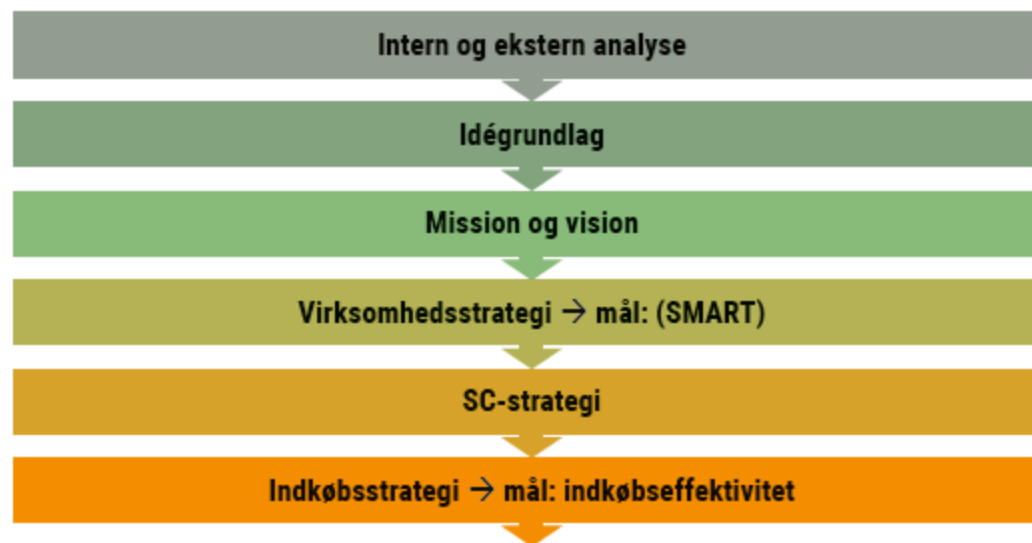 Intern og ekstern analyse
Idégrundlag
Mission og vision
Virksomhedsstrategi → mål: (SMART)
SC-strategi
Indkøbsstrategi → mål: indkøbseffektivitet